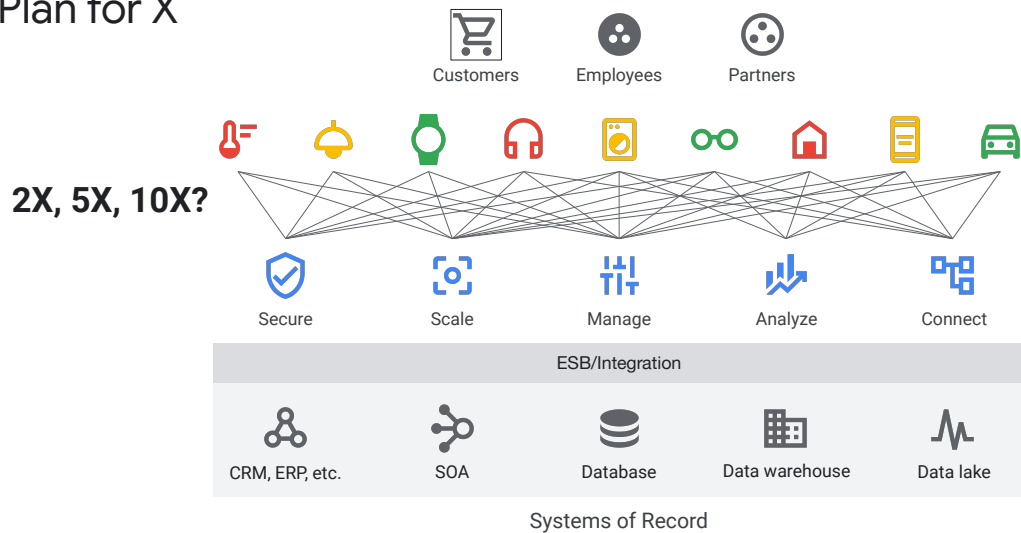 Plan for X
Customers
Employees
Partners
2X, 5X, 10X?
Secure
Scale
Manage
Analyze
Connect
ESB/Integration
CRM, ERP, etc.
SOA
Database
Data warehouse
Data lake
Systems of Record